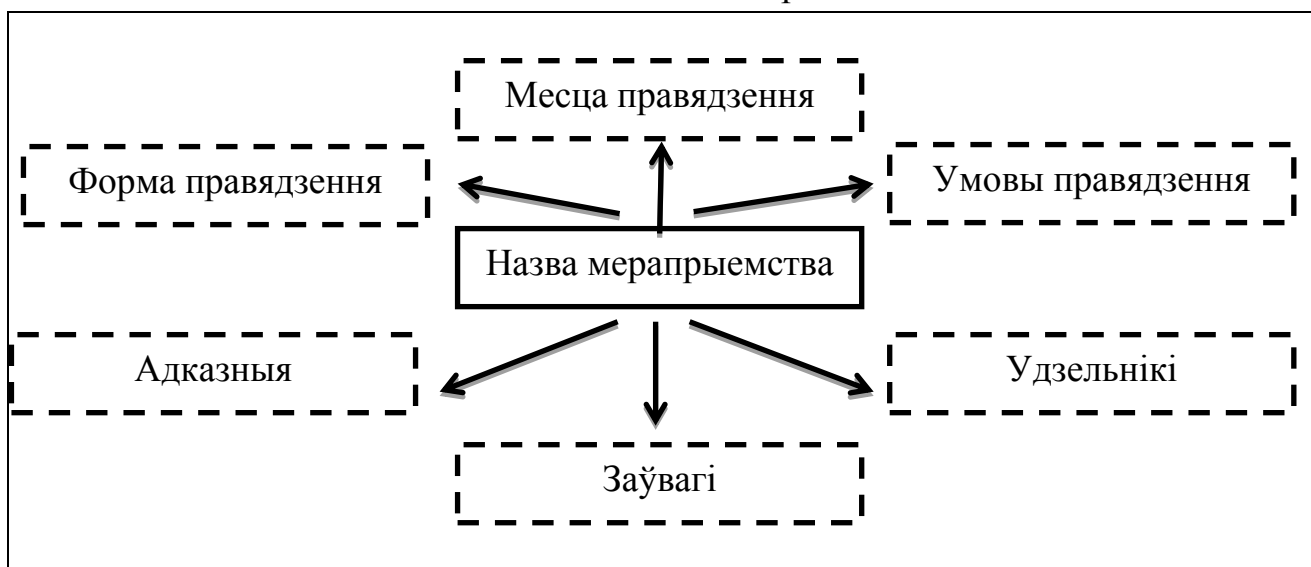 Месца правядзення
Форма правядзення
Умовы правядзення
Назва мерапрыемства
Адказныя
Удзельнікі
Заўвагі